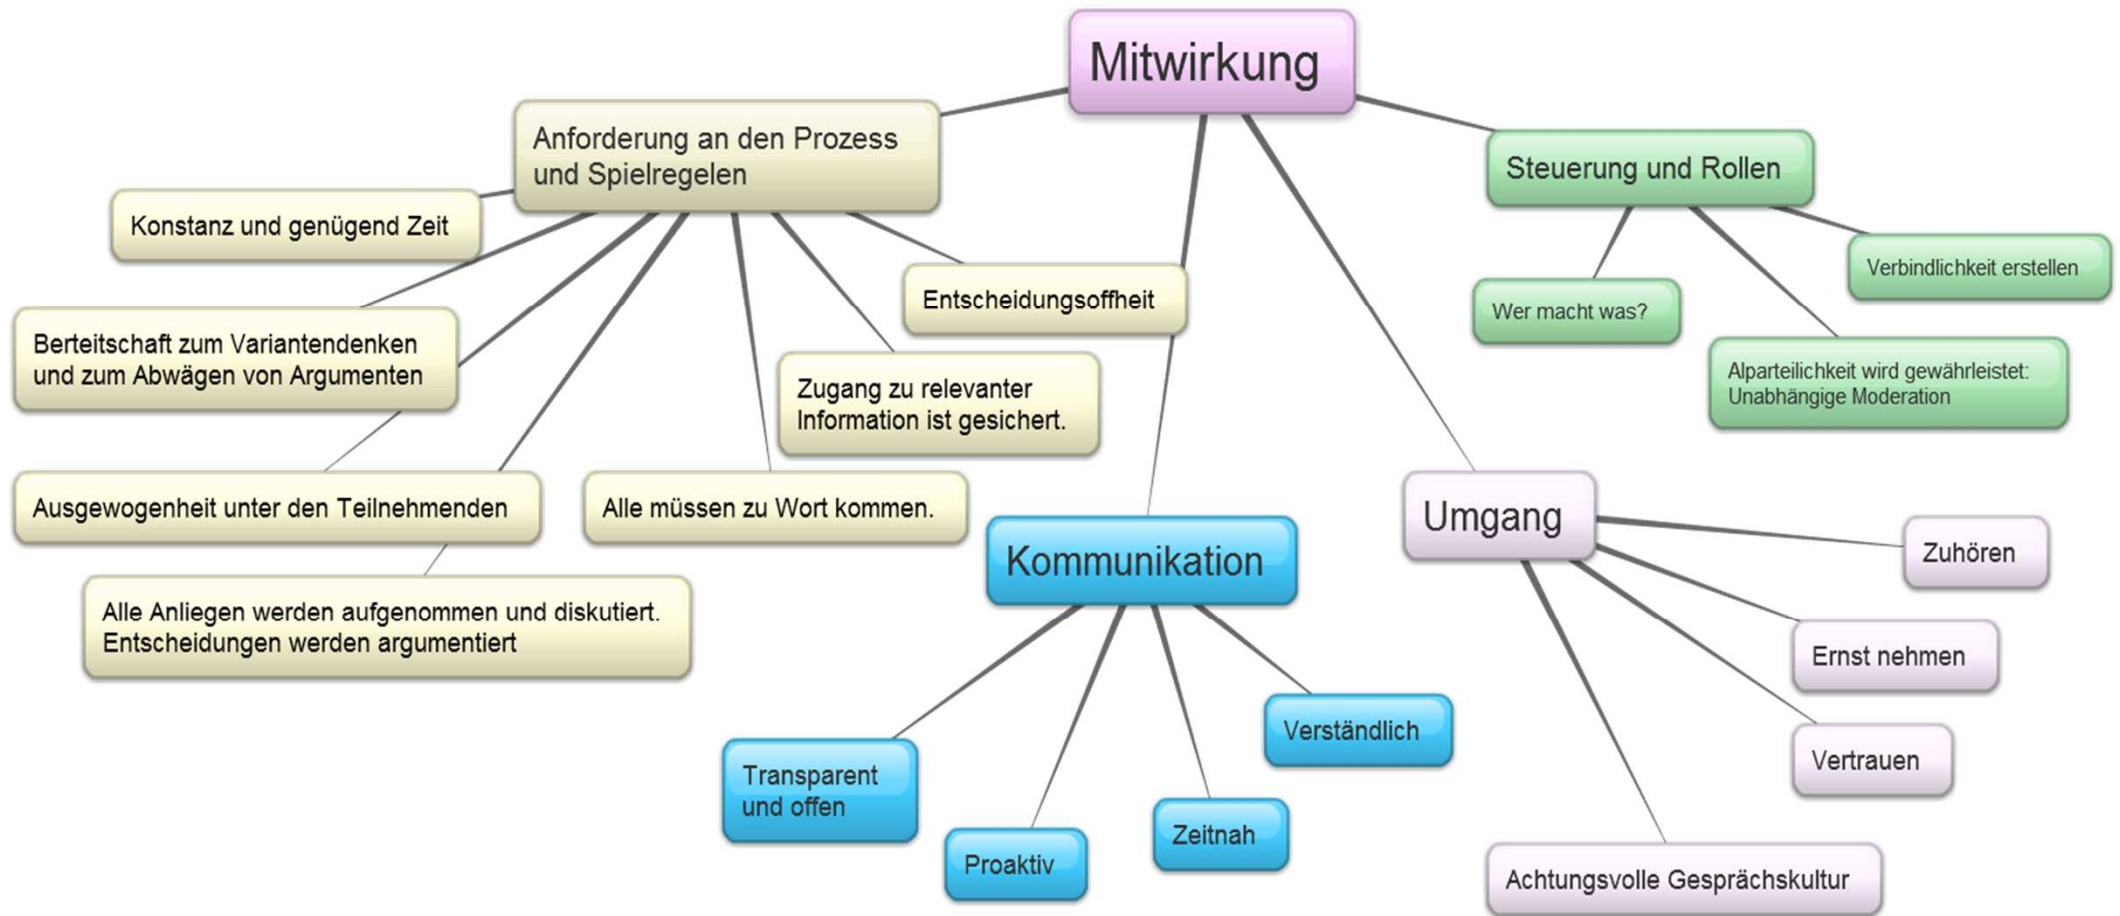 Mitwirkung
Anforderung an den Prozess
und Spielregelen
Konstanz und genügend Zeit
Berteitschaft zum Variantendenken
und zum Abwägen von Argumenten
Ausgewogenheit unter den Teilnehmenden
Alle Anliegen werden aufgenommen und diskutiert.
Entscheidungen werden argumentiert
Alle müssen zu Wort kommen.
Zugang zu relevanter
Information ist gesichert.
Entscheidungsoffheit
Kommunikation
Transparent
und offen
Proaktiv
Zeitnah
Verständlich
Umgang
Zuhören
Ernst nehmen
Vertrauen
Achtungsvolle Gesprächskultur
Steuerung und Rollen
Wer macht was?
Alparteilichkeit wird gewährleistet:
Unabhängige Moderation
Verbindlichkeit erstellen